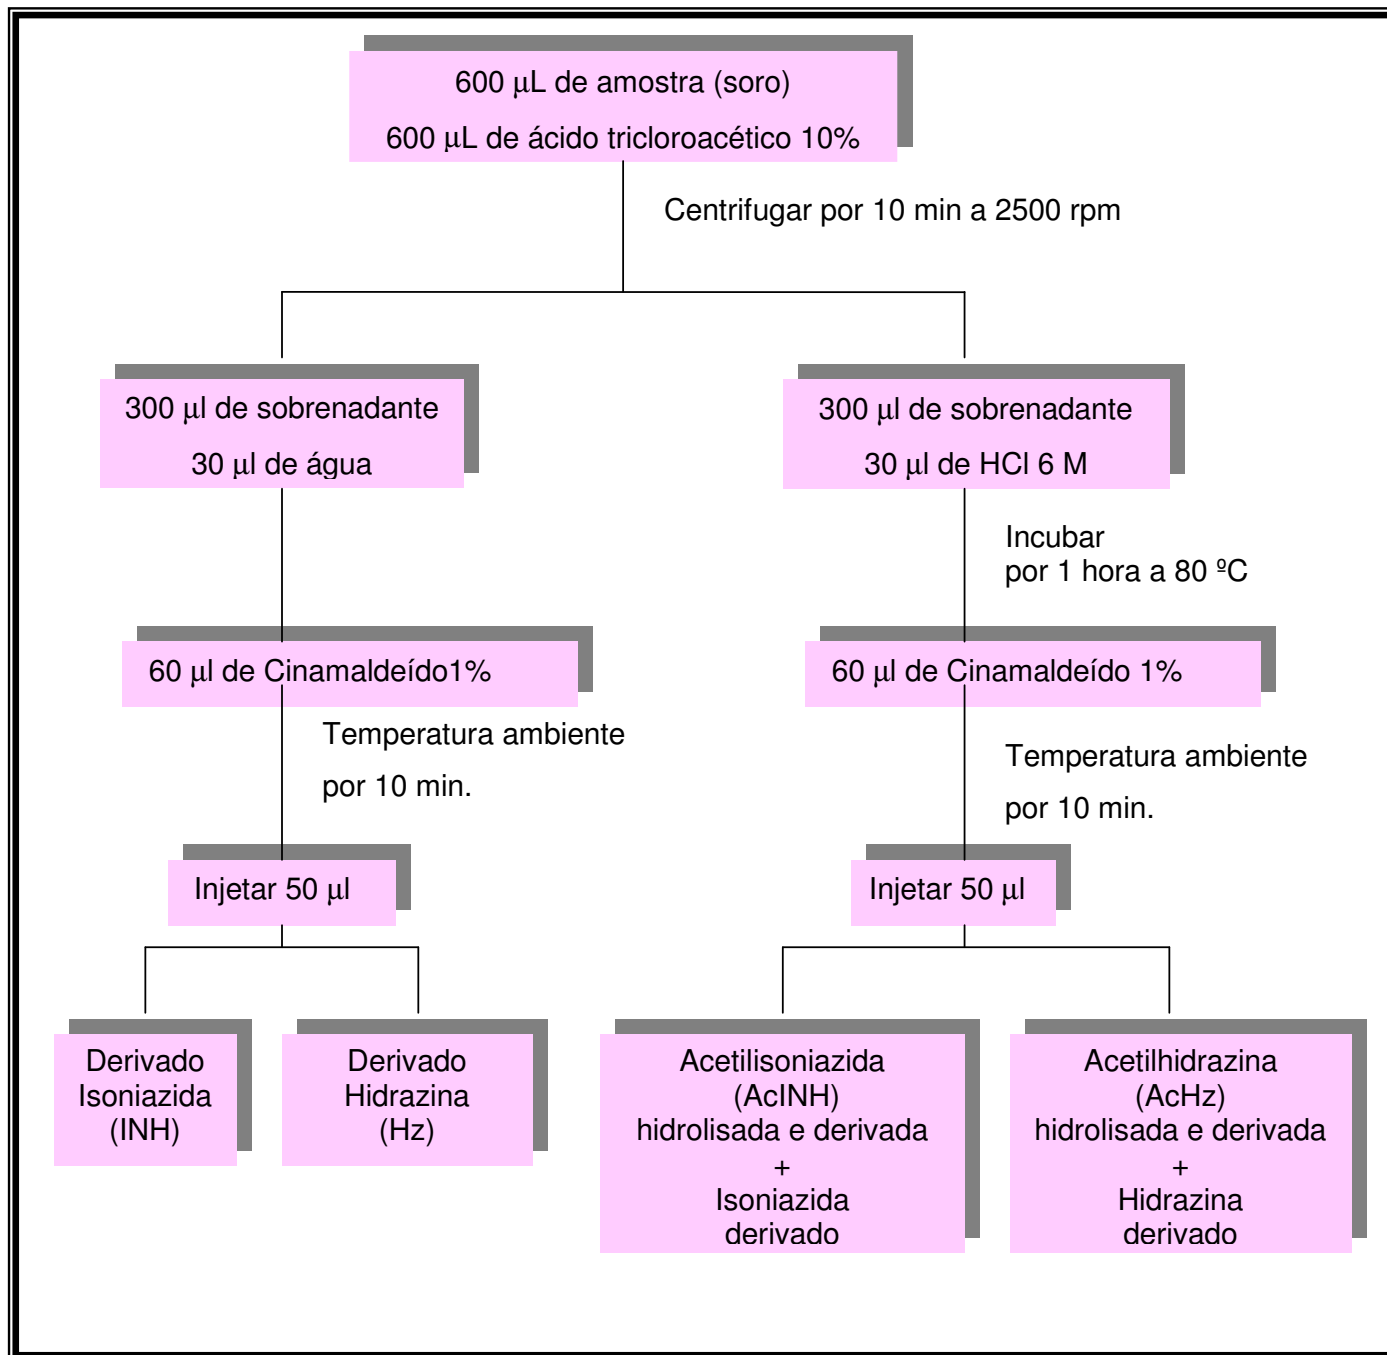 600 μL de amostra (soro)
600 μL de ácido tricloroacético 10%
Centrifugar por 10 min a 2500 rpm
300 μl de sobrenadante
30 μl de água
300 μl de sobrenadante
30 μl de HCl 6 M
Incubar
por 1 hora a 80 ºC
60 μl de Cinamaldeído1%
60 μl de Cinamaldeído 1%
Temperatura ambiente
por 10 min.
Temperatura ambiente
por 10 min.
Injetar 50 μl
Injetar 50 μl
Derivado
Isoniazida
(INH)
Derivado
Hidrazina
(Hz)
Acetilisoniazida
(AcINH)
hidrolisada e derivada
+
Isoniazida
derivado
Acetilhidrazina
(AcHz)
hidrolisada e derivada
+
Hidrazina
derivado